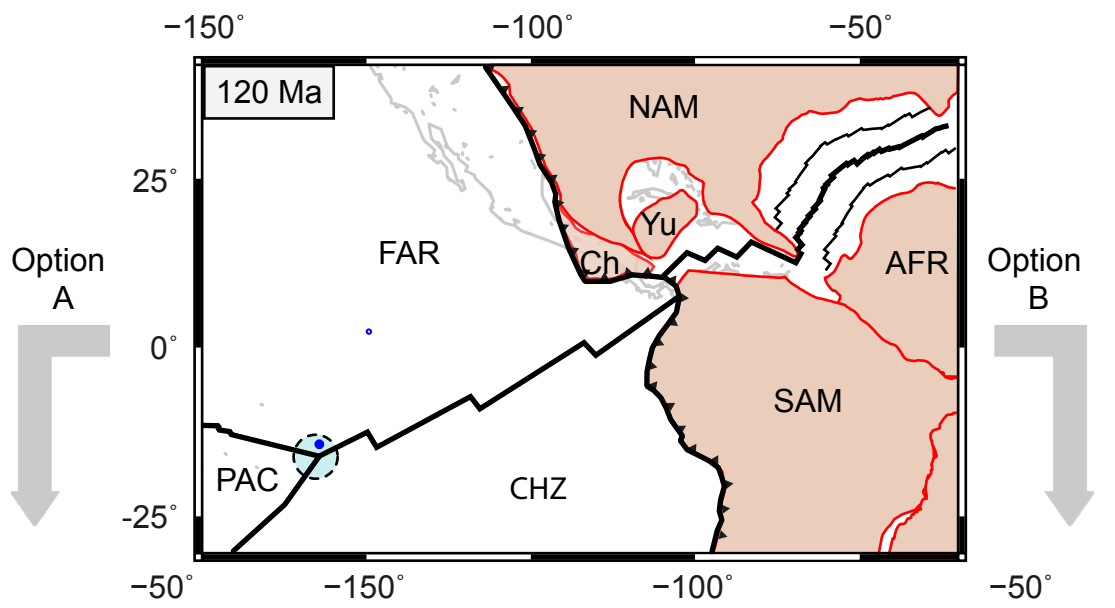 −150° −100° −50°
120 Ma
NAM
25°
Yu
Option
A
FAR
Ch
AFR
Option
B
0°
SAM
PAC
CHZ
-25°
−50° −150° −100° −50°